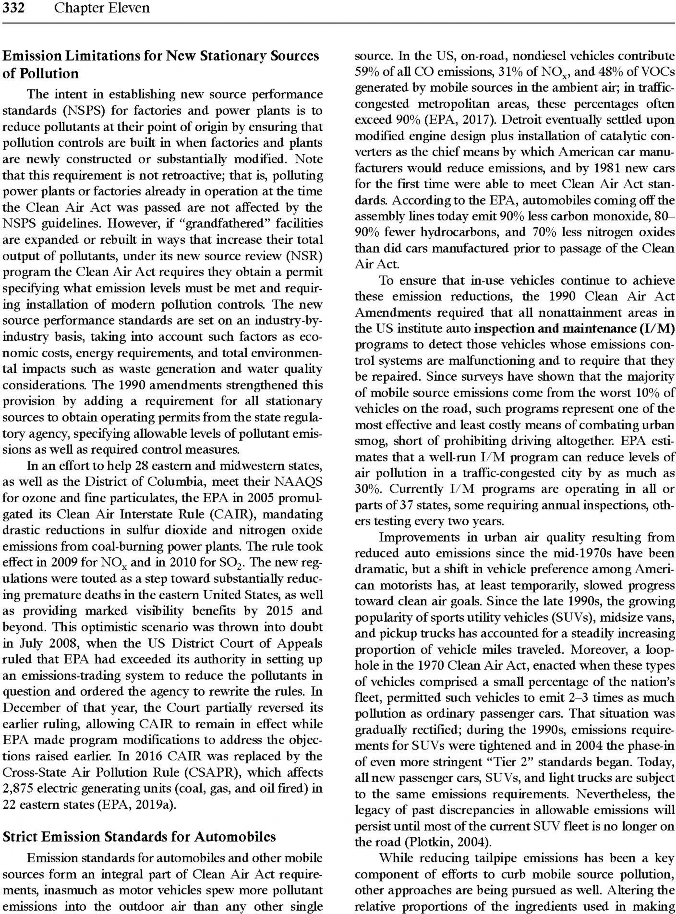 332 Chapter Eleven
Emission Limitations for New Stationary Sources
of Pollution
The intent in establishing new source performance
standards (NSPS) for factories and power plants is to
reduce pollutants at their point of origin by ensuring that
pollution controls are built in when factories and plants
are newly constructed or substantially modified. Note
that this requirement is not retroactive; that is, polluting
power plants or factories already in operation at the time
the Clean Air Act was passed are not affected by the
NSPS guidelines. However, if “grandfathered” facilities
are expanded or rebuilt in ways that increase their total
output of pollutants, under its new source review (NSR)
program the Clean Air Act requires they obtain a permit
specifying what emission levels must be met and requir-
ing installation of modern pollution controls. The new
source performance standards are set on an industry-by-
industry basis, taking into account such factors as eco-
nomic costs, energy requirements, and total environmen-
tal impacts such as waste generation and water quality
considerations. The 1990 amendments strengthened this
provision by adding a requirement for all stationary
sources to obtain operating permits from the state regula-
tory agency, specifying allowable levels of pollutant emis-
sions as well as required control measures.
In an effort to help 28 eastern and midwestern states,
as well as the District of Columbia, meet their NAAQS
for ozone and fine particulates, the EPA in 2005 promul-
gated its Clean Air Interstate Rule (CAIR), mandating
drastic reductions in sulfur dioxide and nitrogen oxide
emissions from coal-burning power plants. The rule took
effect in 2009 for NOx and in 2010 for SO2. The new reg-
ulations were touted as a step toward substantially reduc-
ing premature deaths in the eastern United States, as well
as providing marked visibility benefits by 2015 and
beyond. This optimistic scenario was thrown into doubt
in July 2008, when the US District Court of Appeals
ruled that EPA had exceeded its authority in setting up
an emissions-trading system to reduce the pollutants in
question and ordered the agency to rewrite the rules. In
December of that year, the Court partially reversed its
earlier ruling, allowing CAIR to remain in effect while
EPA made program modifications to address the objec-
tions raised earlier. In 2016 CAIR was replaced by the
Cross-State Air Pollution Rule (CSAPR), which affects
2,875 electric generating units (coal, gas, and oil fired) in
22 eastern states (EPA, 2019a).
Strict Emission Standards for Automobiles
Emission standards for automobiles and other mobile
sources form an integral part of Clean Air Act require-
ments, inasmuch as motor vehicles spew more pollutant
emissions into the outdoor air than any other single
source. In the US, on-road, nondiesel vehicles contribute
59% of all CO emissions, 31% of NOx, and 48% of VOCs
generated by mobile sources in the ambient air; in traffic-
congested metropolitan areas, these percentages often
exceed 90% (EPA, 2017). Detroit eventually settled upon
modified engine design plus installation of catalytic con-
verters as the chief means by which American car manu-
facturers would reduce emissions, and by 1981 new cars
for the first time were able to meet Clean Air Act stan-
dards. According to the EPA, automobiles coming off the
assembly lines today emit 90% less carbon monoxide, 80–
90% fewer hydrocarbons, and 70% less nitrogen oxides
than did cars manufactured prior to passage of the Clean
Air Act.
To ensure that in-use vehicles continue to achieve
these emission reductions, the 1990 Clean Air Act
Amendments required that all nonattainment areas in
the US institute auto inspection and maintenance (I/M)
programs to detect those vehicles whose emissions con-
trol systems are malfunctioning and to require that they
be repaired. Since surveys have shown that the majority
of mobile source emissions come from the worst 10% of
vehicles on the road, such programs represent one of the
most effective and least costly means of combating urban
smog, short of prohibiting driving altogether. EPA esti-
mates that a well-run I/M program can reduce levels of
air pollution in a traffic-congested city by as much as
30%. Currently I/M programs are operating in all or
parts of 37 states, some requiring annual inspections, oth-
ers testing every two years.
Improvements in urban air quality resulting from
reduced auto emissions since the mid-1970s have been
dramatic, but a shift in vehicle preference among Ameri-
can motorists has, at least temporarily, slowed progress
toward clean air goals. Since the late 1990s, the growing
popularity of sports utility vehicles (SUVs), midsize vans,
and pickup trucks has accounted for a steadily increasing
proportion of vehicle miles traveled. Moreover, a loop-
hole in the 1970 Clean Air Act, enacted when these types
of vehicles comprised a small percentage of the nation’s
fleet, permitted such vehicles to emit 2–3 times as much
pollution as ordinary passenger cars. That situation was
gradually rectified; during the 1990s, emissions require-
ments for SUVs were tightened and in 2004 the phase-in
of even more stringent “Tier 2” standards began. Today,
all new passenger cars, SUVs, and light trucks are subject
to the same emissions requirements. Nevertheless, the
legacy of past discrepancies in allowable emissions will
persist until most of the current SUV fleet is no longer on
the road (Plotkin, 2004).
While reducing tailpipe emissions has been a key
component of efforts to curb mobile source pollution,
other approaches are being pursued as well. Altering the
relative proportions of the ingredients used in making